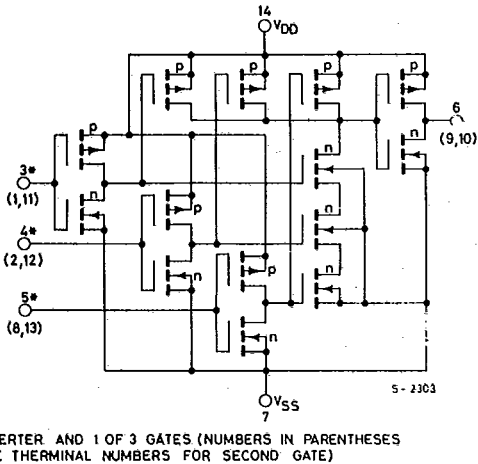 14
VDD
p p p p
6
(9,10)
p
3*
(1,11)
n
n
n
4*
(2,12)
p
n
n
p
5*
(8,13)
n
n
S-2303
VSS
7
ERTER AND 1 OF 3 GATES (NUMBERS IN PARENTHESES
THERMINAL NUMBERS FOR SECOND GATE)